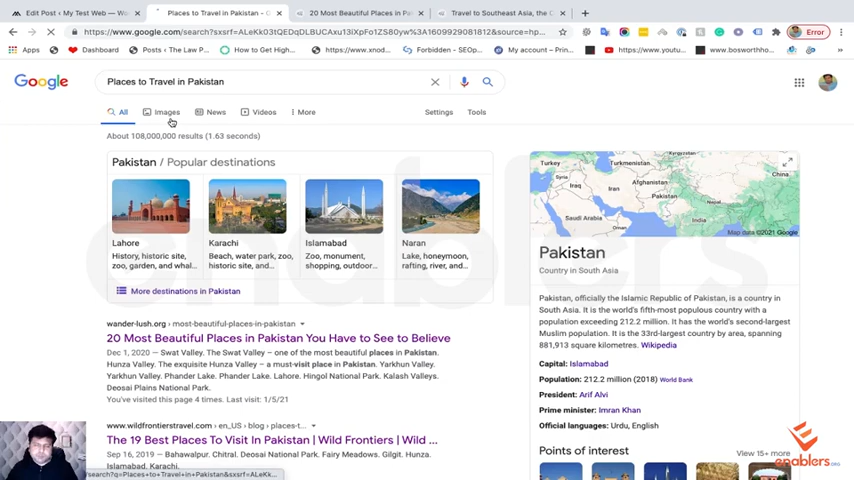 Edit Post ‹ My Test Web — W
Places to Travel in Pakistan - G
20 Most Beautiful Places in Pak
Travel to Southeast Asia, the C
https://www.google.com/search?sxsrf=ALeKk03tQEDqDLBUCAxu13iXpFo1ZS80yw%3A1609929081812&source=hp...
Error
Apps
Dashboard
Posts ‹ The Law P...
How to Get High...
https://www.xnod...
Forbidden - SEOp...
My account – Prin...
https://www.youtu...
www.bosworthho...
Google
Places to Travel in Pakistan
All
Images
News
Videos
More
Settings
Tools
About 108,000,000 results (1.63 seconds)
Pakistan / Popular destinations
Lahore
History, historic site,
zoo, garden, and whal...
Karachi
Beach, water park, zoo,
historic site, and...
Islamabad
Zoo, monument,
shopping, outdoor...
Naran
Lake, honeymoon,
rafting, river, and...
More destinations in Pakistan
wander-lush.org › most-beautiful-places-in-pakistan
20 Most Beautiful Places in Pakistan You Have to See to Believe
Dec 1, 2020 — Swat Valley. The Swat Valley – one of the most beautiful places in Pakistan.
Hunza Valley. The exquisite Hunza Valley – a must-visit place in Pakistan. Yarkhun Valley.
Yarkhun Valley. Phander Lake. Phander Lake. Lahore. Hingol National Park. Kalash Valleys.
Deosai Plains National Park.
You've visited this page 4 times. Last visit: 1/5/21
www.wildfrontierstravel.com › en_US › blog › places-t...
The 19 Best Places To Visit In Pakistan | Wild Frontiers | Wild ...
Sep 16, 2019 — Bahawalpur. Chitral. Deosai National Park. Fairy Meadows. Gilgit. Hunza.
Islamabad. Karachi.
/search?q=Places+to+Travel+in+Pakistan&sxsrf=ALeKk...
Turkey
Turkmenistan
Syria
Iraq
Iran
Afghanistan
Pakistan
Saudi Arabia
India
Map data ©2021 Google
Pakistan
Country in South Asia
Pakistan, officially the Islamic Republic of Pakistan, is a country in
South Asia. It is the world's fifth-most populous country with a
population exceeding 212.2 million. It has the world's second-largest
Muslim population. It is the 33rd-largest country by area, spanning
881,913 square kilometres. Wikipedia
Capital: Islamabad
Population: 212.2 million (2018) World Bank
President: Arif Alvi
Prime minister: Imran Khan
Official languages: Urdu, English
Points of interest
View 15+ more
enablers
enablers.ORG